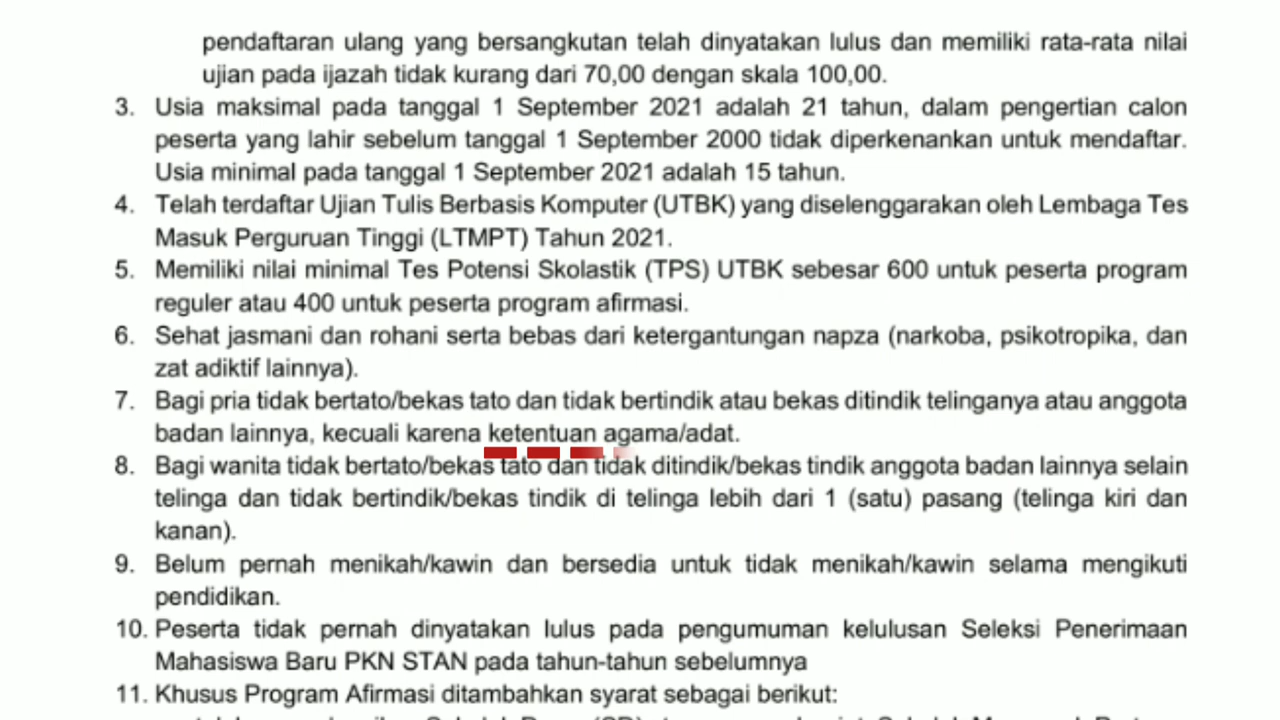 pendaftaran ulang yang bersangkutan telah dinyatakan lulus dan memiliki rata-rata nilai
ujian pada ijazah tidak kurang dari 70,00 dengan skala 100,00.
3. Usia maksimal pada tanggal 1 September 2021 adalah 21 tahun, dalam pengertian calon
peserta yang lahir sebelum tanggal 1 September 2000 tidak diperkenankan untuk mendaftar.
Usia minimal pada tanggal 1 September 2021 adalah 15 tahun.
4. Telah terdaftar Ujian Tulis Berbasis Komputer (UTBK) yang diselenggarakan oleh Lembaga Tes
Masuk Perguruan Tinggi (LTMPT) Tahun 2021.
5. Memiliki nilai minimal Tes Potensi Skolastik (TPS) UTBK sebesar 600 untuk peserta program
reguler atau 400 untuk peserta program afirmasi.
6. Sehat jasmani dan rohani serta bebas dari ketergantungan napza (narkoba, psikotropika, dan
zat adiktif lainnya).
7. Bagi pria tidak bertato/bekas tato dan tidak bertindik atau bekas ditindik telinganya atau anggota
badan lainnya, kecuali karena ketentuan agama/adat.
8. Bagi wanita tidak bertato/bekas tato dan tidak ditindik/bekas tindik anggota badan lainnya selain
telinga dan tidak bertindik/bekas tindik di telinga lebih dari 1 (satu) pasang (telinga kiri dan
kanan).
9. Belum pernah menikah/kawin dan bersedia untuk tidak menikah/kawin selama mengikuti
pendidikan.
10. Peserta tidak pernah dinyatakan lulus pada pengumuman kelulusan Seleksi Penerimaan
Mahasiswa Baru PKN STAN pada tahun-tahun sebelumnya
11. Khusus Program Afirmasi ditambahkan syarat sebagai berikut: